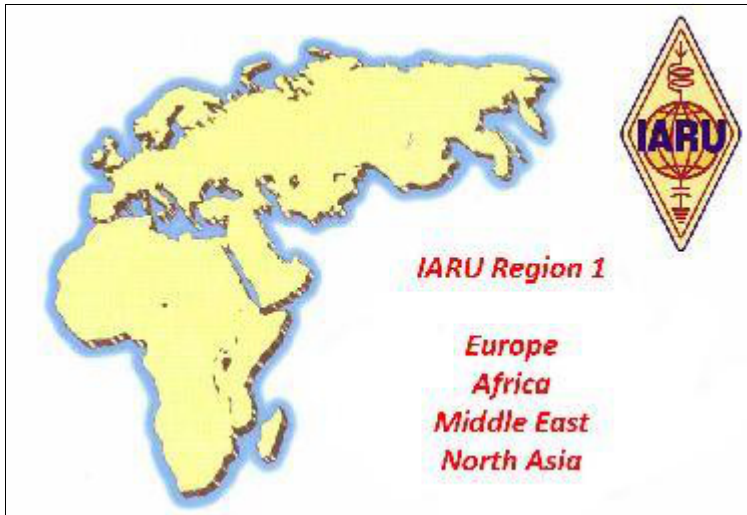 IARU
IARU Region 1
Europe
Africa
Middle East
North Asia